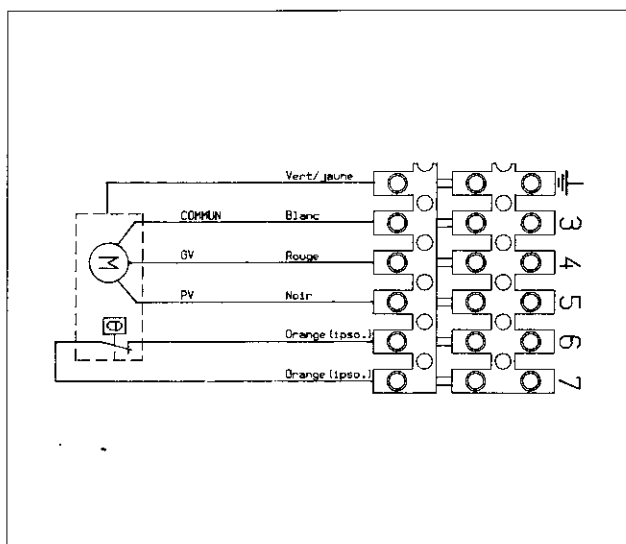 Vert/jaune
COMMUN Blanc 3
M GV Rouge 4
PV Noir 5
θ Orange(ipso.) 6
Orange(ipso.) 7